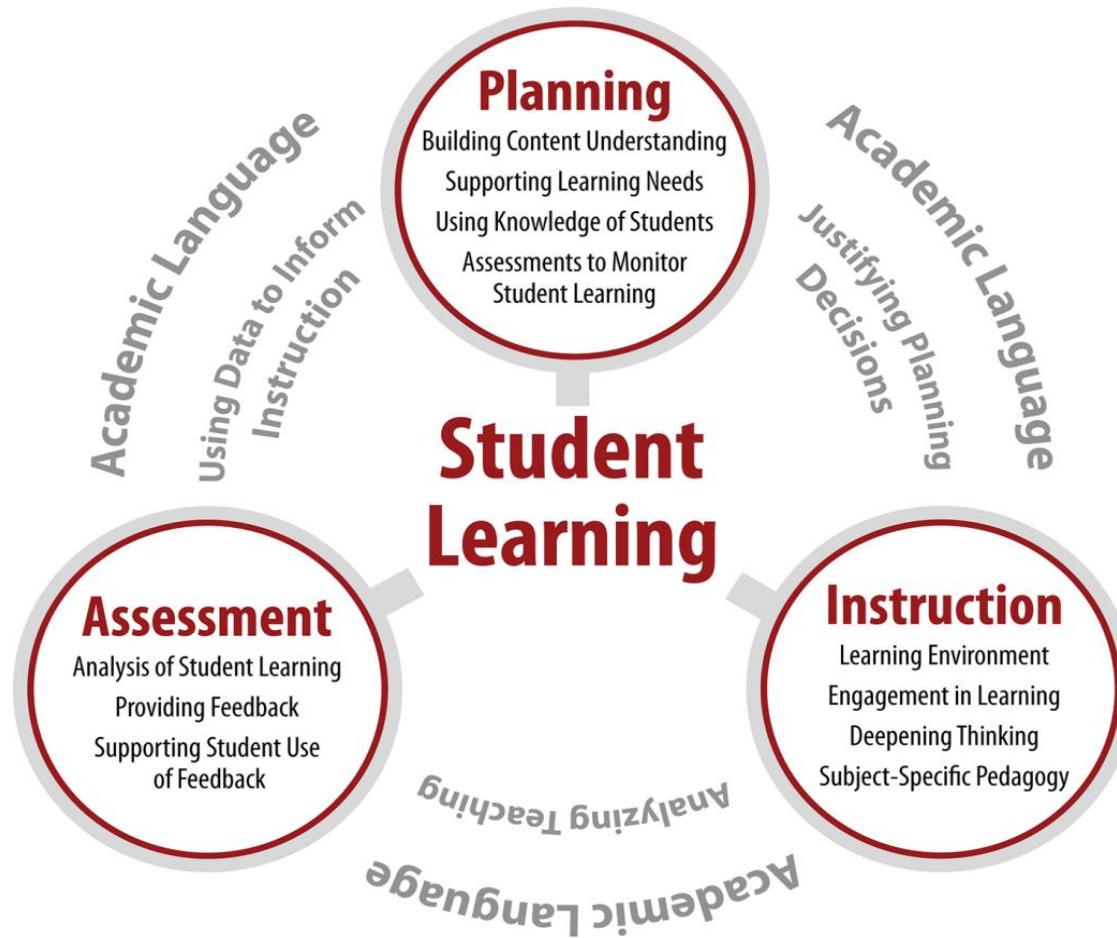 Planning
Building Content Understanding
Supporting Learning Needs
Using Knowledge of Students
Assessments to Monitor
Student Learning
Academic Language
Using Data to Inform
Instruction
Academic Language
Justifying Planning
Decisions
Student
Learning
Assessment
Analysis of Student Learning
Providing Feedback
Supporting Student Use
of Feedback
Instruction
Learning Environment
Engagement in Learning
Deepening Thinking
Subject-Specific Pedagogy
Analyzing Teaching
Academic Language